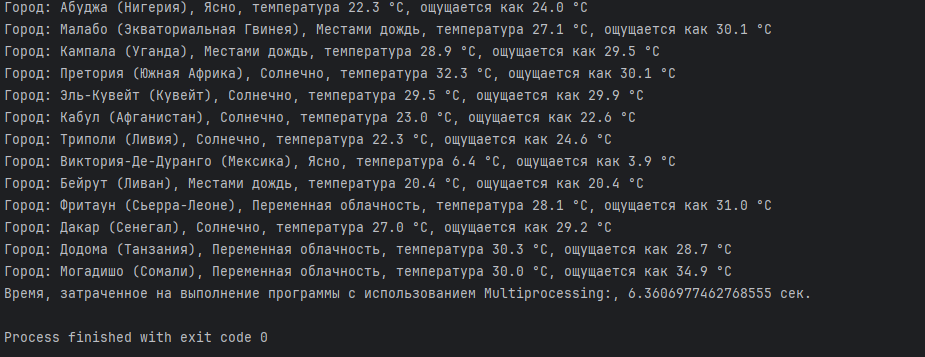 Город: Абуджа (Нигерия), Ясно, температура 22.3 °C, ощущается как 24.0 °C
Город: Малабо (Экваториальная Гвинея), Местами дождь, температура 27.1 °C, ощущается как 30.1 °C
Город: Кампала (Уганда), Местами дождь, температура 28.9 °C, ощущается как 29.5 °C
Город: Претория (Южная Африка), Солнечно, температура 32.3 °C, ощущается как 30.1 °C
Город: Эль-Кувейт (Кувейт), Солнечно, температура 29.5 °C, ощущается как 29.9 °C
Город: Кабул (Афганистан), Солнечно, температура 23.0 °C, ощущается как 22.6 °C
Город: Триполи (Ливия), Солнечно, температура 22.3 °C, ощущается как 24.6 °C
Город: Виктория-Де-Дуранго (Мексика), Ясно, температура 6.4 °C, ощущается как 3.9 °C
Город: Бейрут (Ливан), Местами дождь, температура 20.4 °C, ощущается как 20.4 °C
Город: Фритаун (Сьерра-Леоне), Переменная облачность, температура 28.1 °C, ощущается как 31.0 °C
Город: Дакар (Сенегал), Солнечно, температура 27.0 °C, ощущается как 29.2 °C
Город: Додома (Танзания), Переменная облачность, температура 30.3 °C, ощущается как 28.7 °C
Город: Могадишо (Сомали), Переменная облачность, температура 30.0 °C, ощущается как 34.9 °C
Время, затраченное на выполнение программы с использованием Multiprocessing:, 6.3606977462768555 сек.
Process finished with exit code 0